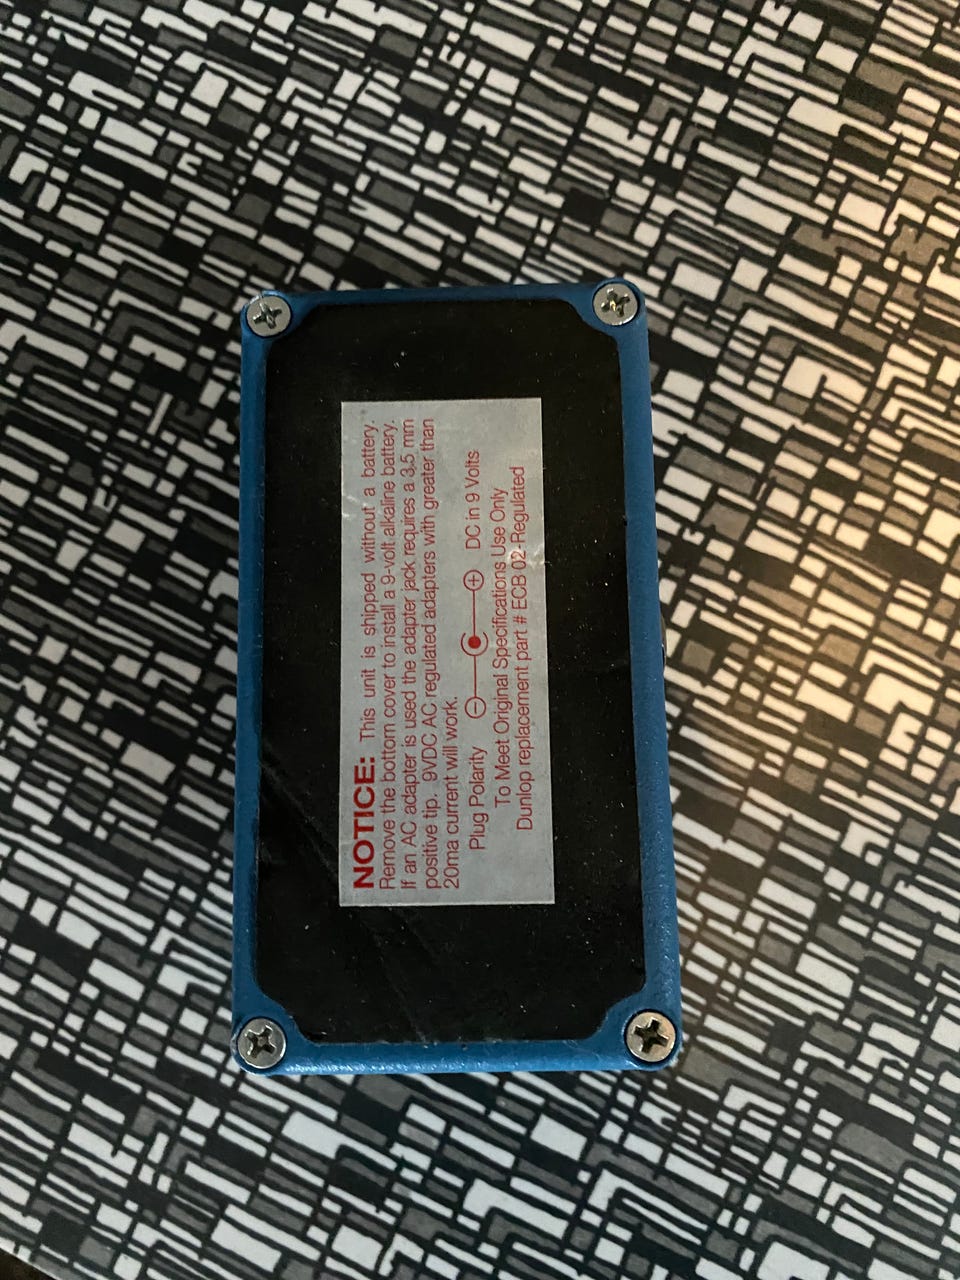 NOTICE: This unit is shipped without a battery.
Remove the bottom cover to install a 9-volt alkaline battery.
If an AC adapter is used the adapter jack requires a 3,5 mm
positive tip. 9VDC AC regulated adapters with greater than
20ma current will work.
Plug Polarity - + DC in 9 Volts
To Meet Original Specifications Use Only
Dunlop replacement part # ECB 02-Regulated